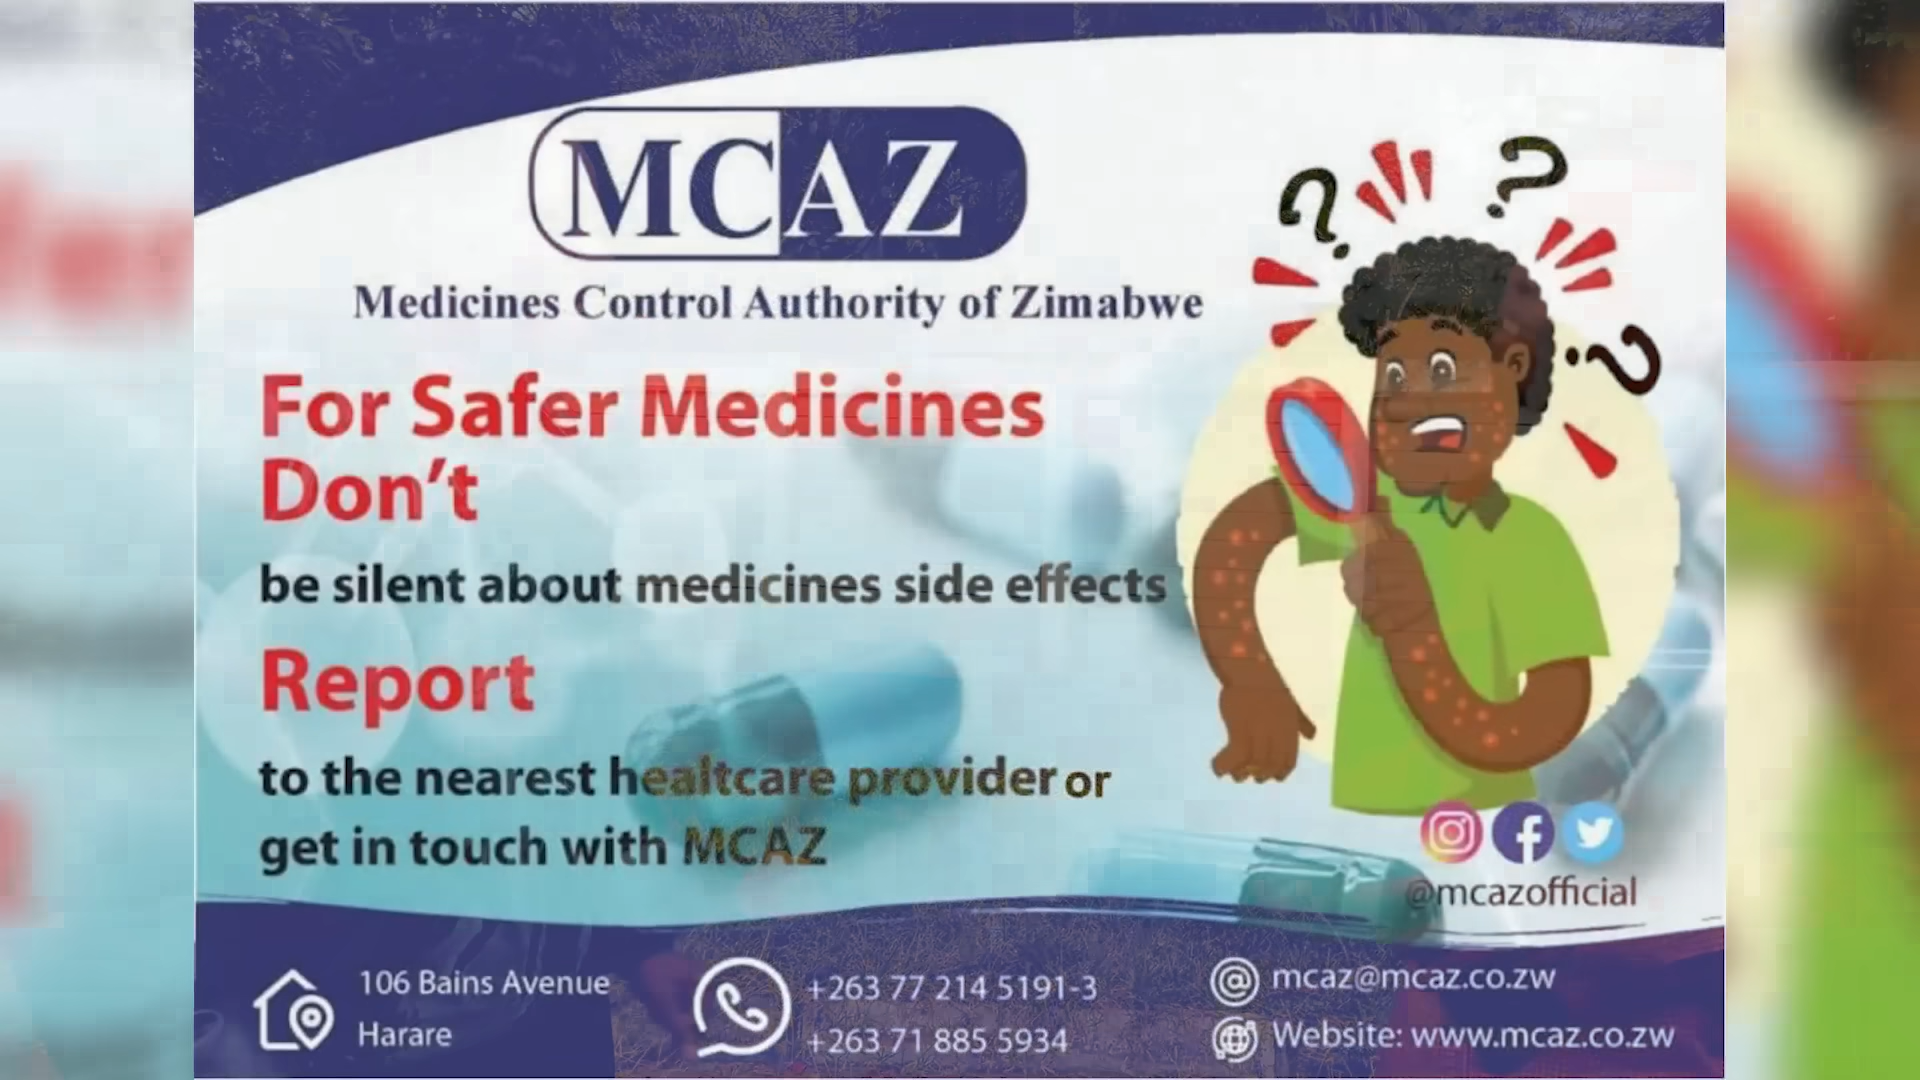 MCAZ
Medicines Control Authority of Zimabwe
For Safer Medicines
Don't
be silent about medicines side effects
Report
to the nearest healtcare provider or
get in touch with MCAZ
@mcazofficial
106 Bains Avenue
Harare
+263 77 214 5191-3
+263 71 885 5934
mcaz@mcaz.co.zw
Website: www.mcaz.co.zw